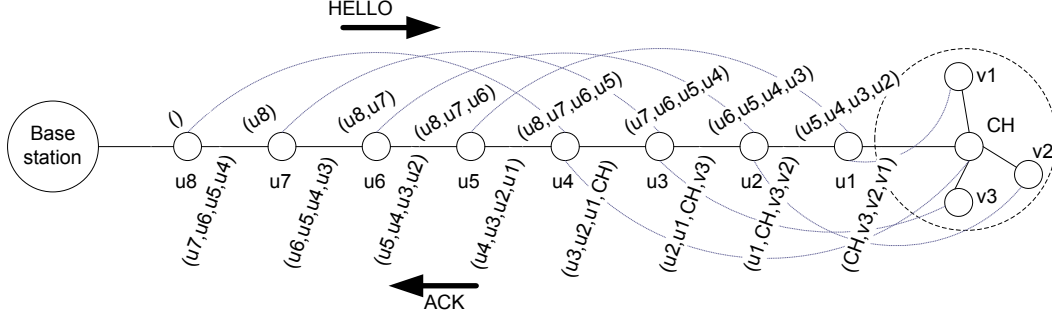 HELLO
()
(u8)
(u8,u7)
(u8,u7,u6)
(u8,u7,u6,u5)
(u7,u6,u5,u4)
(u6,u5,u4,u3)
(u5,u4,u3,u2)
v1
CH
v2
v3
Base
station
u8
u7
u6
u5
u4
u3
u2
u1
(u7,u6,u5,u4)
(u6,u5,u4,u3)
(u5,u4,u3,u2)
(u4,u3,u2,u1)
(u3,u2,u1,CH)
(u2,u1,CH,v3)
(u1,CH,v3,v2)
(CH,v3,v2,v1)
ACK